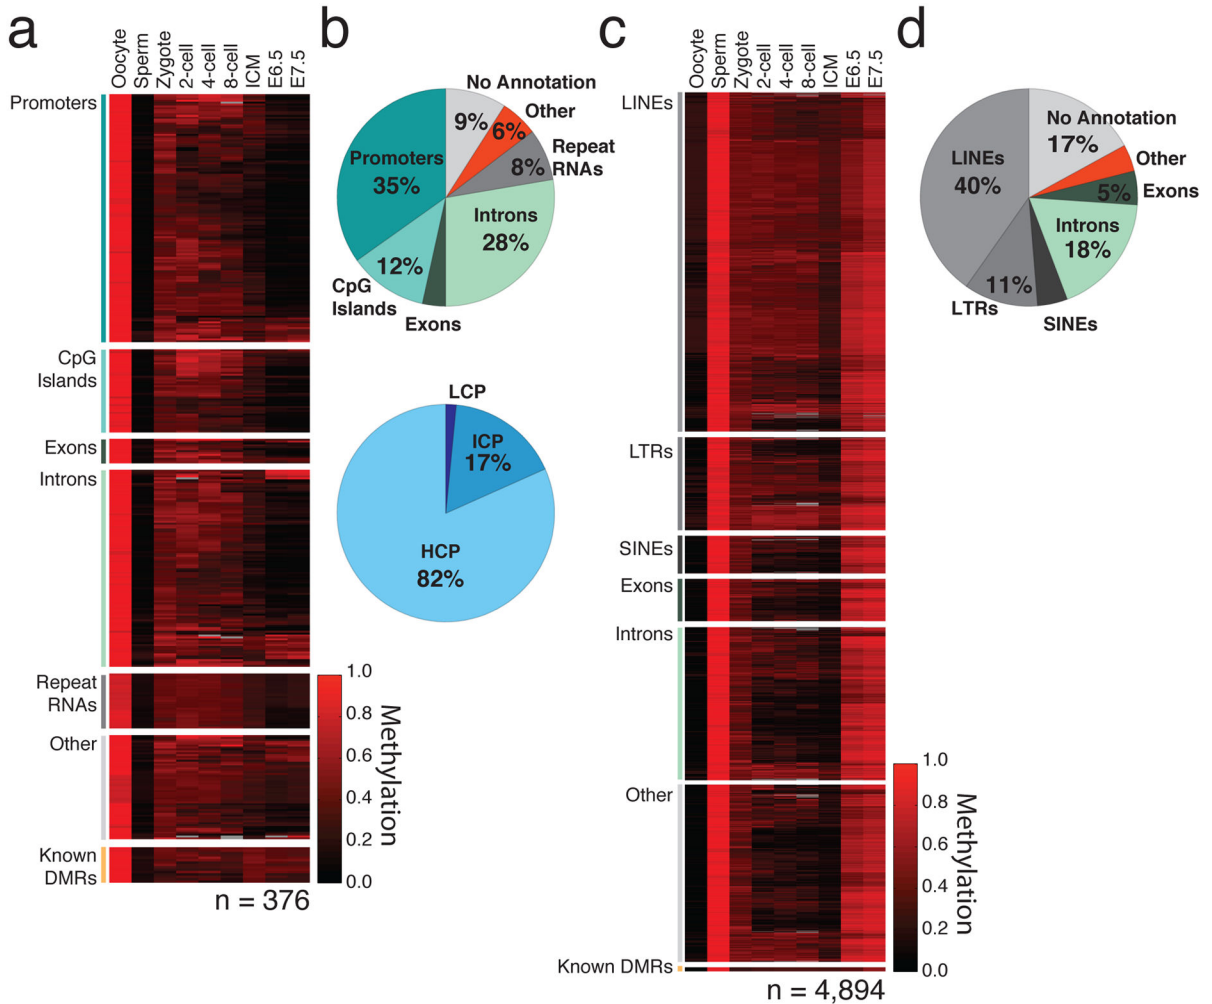 a
Oocyte
Sperm
Zygote
2-cell
4-cell
8-cell
ICM
E6.5
E7.5
Promoters
CpG
Islands
Exons
Introns
Repeat
RNAs
Other
Known
DMRs
n = 376
1.0
0.8
0.6
0.4
0.2
0.0
Methylation
b
No Annotation
9%
Other
6%
Repeat
RNAs
8%
Introns
28%
Exons
CpG
Islands
12%
Promoters
35%
LCP
ICP
17%
HCP
82%
c
Oocyte
Sperm
Zygote
2-cell
4-cell
8-cell
ICM
E6.5
E7.5
LINEs
LTRs
SINEs
Exons
Introns
Other
Known DMRs
n = 4,894
1.0
0.8
0.6
0.4
0.2
0.0
Methylation
d
No Annotation
17%
Other
Exons
5%
Introns
18%
SINEs
LTRs
11%
LINEs
40%